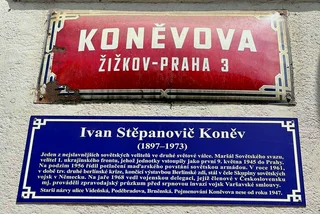 KONĚVOVA
ŽIŽKOV-PRAHA 3
Ivan Stěpanovič Koněv
(1897–1973)
Jeden z nejslavnějších sovětských velitelů ve druhé světové válce. Maršál Sovětského svazu,
velitel 1. ukrajinského frontu, jehož jednotky vstoupily jako první 9. května 1945 do Prahy.
Na podzim 1956 řídil potlačení maďarského povstání sovětskou armádou. V roce 1961,
v době tzv. druhé berlínské krize, končící výstavbou Berlínské zdi, stál v čele Skupiny sovětských
vojsk v Německu. Na jaře 1968 vedl vojenskou delegaci, jejíž členové v Československu
mj. prováděli zpravodajský průzkum před srpnovou invazí vojsk Varšavské smlouvy.
Starší názvy ulice Vídeňská, Poděbradova, Brněnská, Pojmenování Koněvova nese od roku 1947.